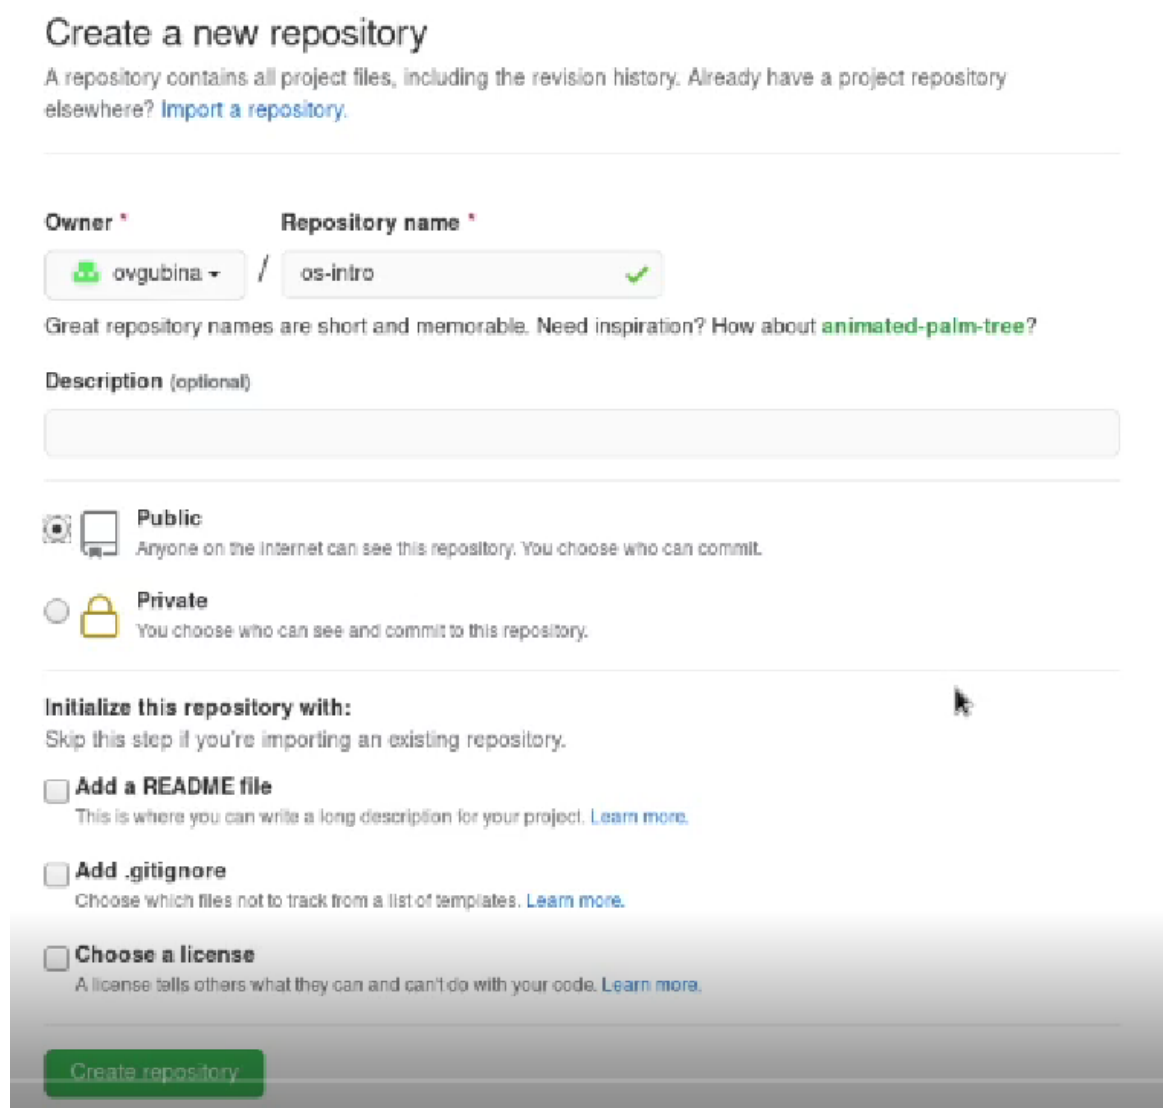 Create a new repository
A repository contains all project files, including the revision history. Already have a project repository
elsewhere? Import a repository.
Owner * Repository name *
ovgubina / os-intro
Great repository names are short and memorable. Need inspiration? How about animated-palm-tree?
Description (optional)
Public
Anyone on the internet can see this repository. You choose who can commit.
Private
You choose who can see and commit to this repository.
Initialize this repository with:
Skip this step if you're importing an existing repository.
Add a README file
This is where you can write a long description for your project. Learn more.
Add .gitignore
Choose which files not to track from a list of templates. Learn more.
Choose a license
A license tells others what they can and can't do with your code. Learn more.
Create repository